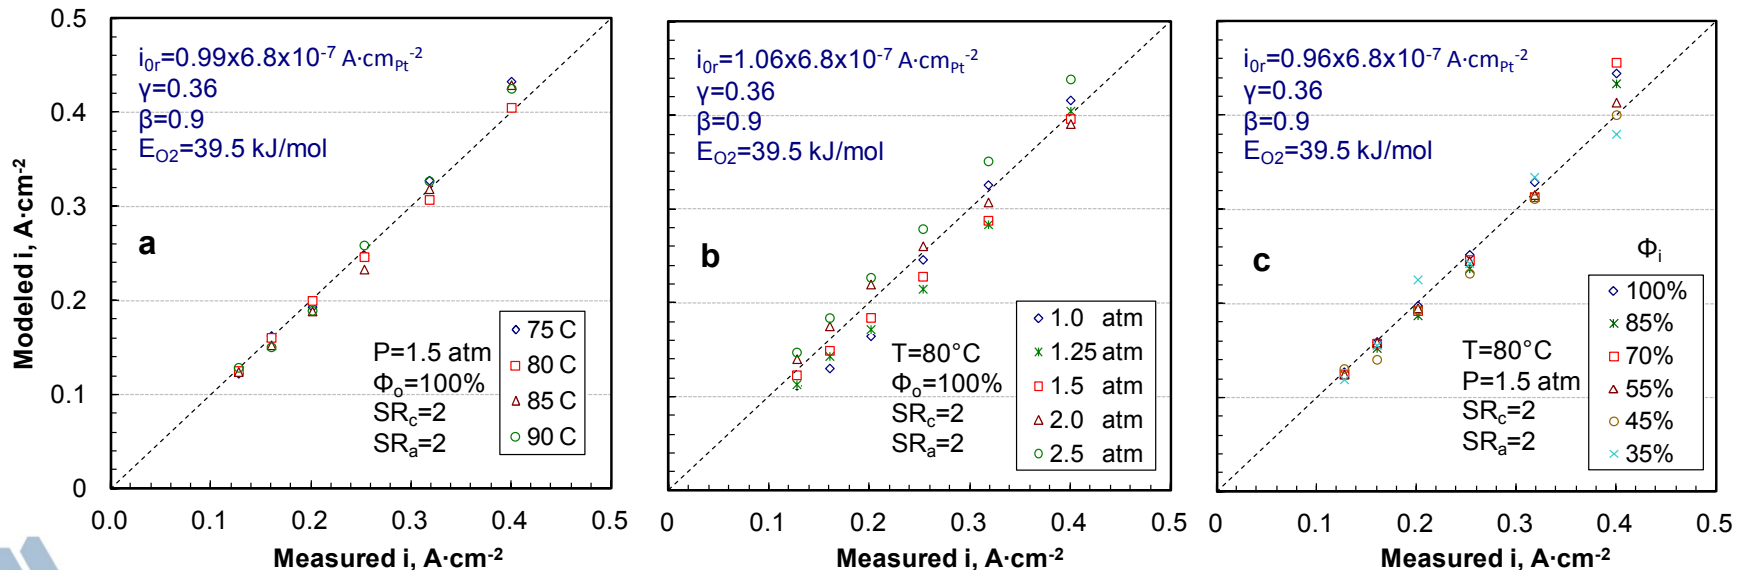 Modeled i, A·cm-2
0.5
0.4
0.3
0.2
0.1
0
i0r=0.99x6.8x10-7 A·cmPt-2
γ=0.36
β=0.9
EO2=39.5 kJ/mol
a
P=1.5 atm
Φo=100%
SRc=2
SRa=2
75 C
80 C
85 C
90 C
0.0 0.1 0.2 0.3 0.4 0.5
Measured i, A·cm-2
i0r=1.06x6.8x10-7 A·cmPt-2
γ=0.36
β=0.9
EO2=39.5 kJ/mol
b
T=80°C
Φo=100%
SRc=2
SRa=2
1.0 atm
1.25 atm
1.5 atm
2.0 atm
2.5 atm
0 0.1 0.2 0.3 0.4 0.5
Measured i, A·cm-2
i0r=0.96x6.8x10-7 A·cmPt-2
γ=0.36
β=0.9
EO2=39.5 kJ/mol
c
T=80°C
P=1.5 atm
SRc=2
SRa=2
Φi
100%
85%
70%
55%
45%
35%
0 0.1 0.2 0.3 0.4 0.5
Measured i, A·cm-2